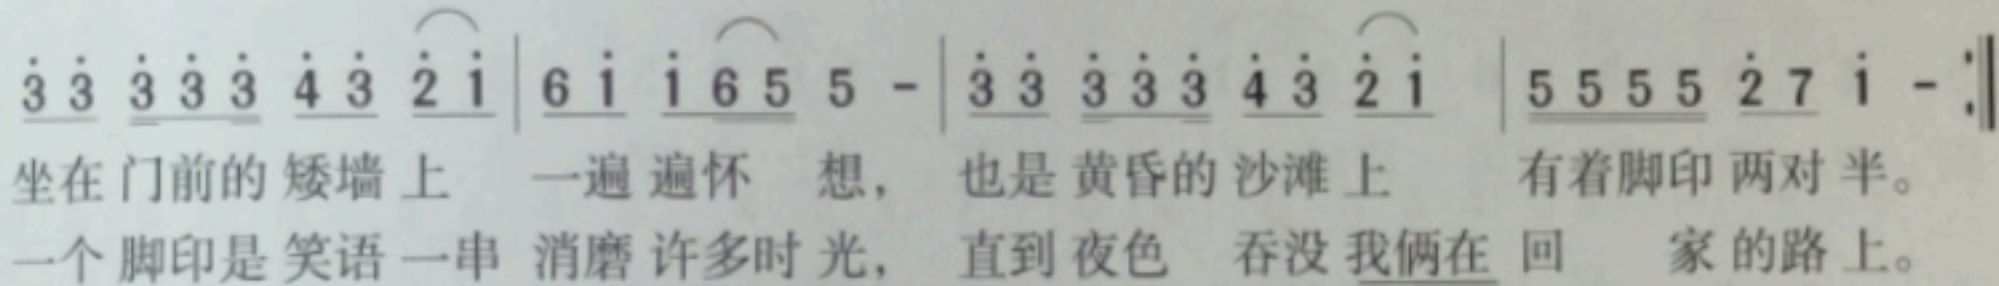 3̇ 3̇ 3̇ 3̇ 3̇ 4̇ 3̇ 2̇ 1̇ | 6 1̇ 1̇ 6 5 5 - | 3̇ 3̇ 3̇ 3̇ 3̇ 4̇ 3̇ 2̇ 1̇ | 5 5 5 5 2̇ 7 1̇ - :‖
坐在 门前的 矮墙 上 一遍 遍怀 想， 也是 黄昏的 沙滩 上 有着脚印 两对 半。
一个 脚印是 笑语 一串 消磨 许多时 光， 直到 夜色 吞没 我俩在 回 家 的路 上。